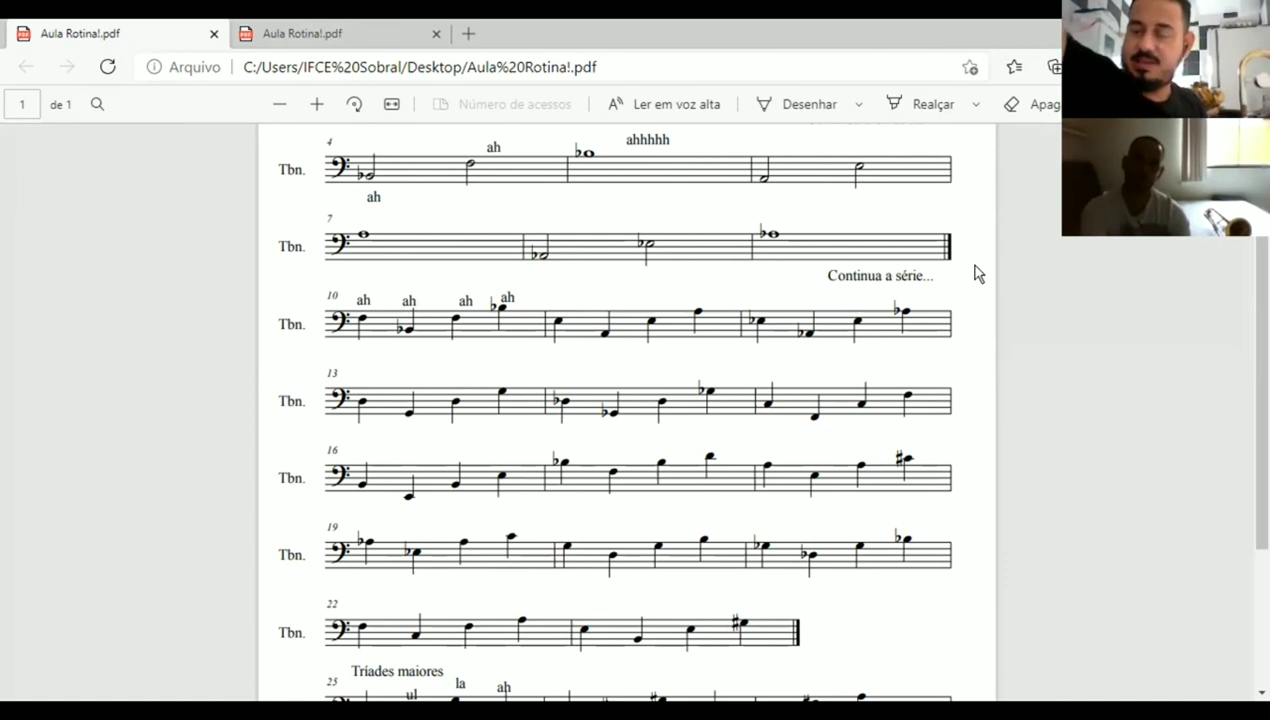 Aula Rotina!.pdf
Aula Rotina!.pdf
Arquivo
C:/Users/IFCE%20Sobral/Desktop/Aula%20Rotina!.pdf
1
de 1
Número de acessos
Ler em voz alta
Desenhar
Realçar
Apag
4
ah
ahhhhh
Tbn.
ah
7
Tbn.
Continua a série...
10
ah
ah
ah
ah
Tbn.
13
Tbn.
16
Tbn.
19
Tbn.
22
Tbn.
Tríades maiores
25
ul
la
ah